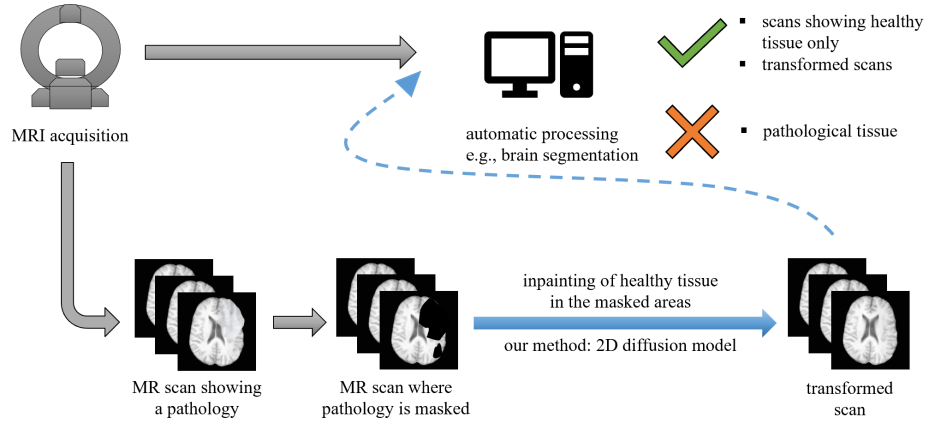 MRI acquisition
automatic processing
e.g., brain segmentation
▪ scans showing healthy
tissue only
▪ transformed scans
▪ pathological tissue
MR scan showing
a pathology
MR scan where
pathology is masked
inpainting of healthy tissue
in the masked areas
our method: 2D diffusion model
transformed
scan